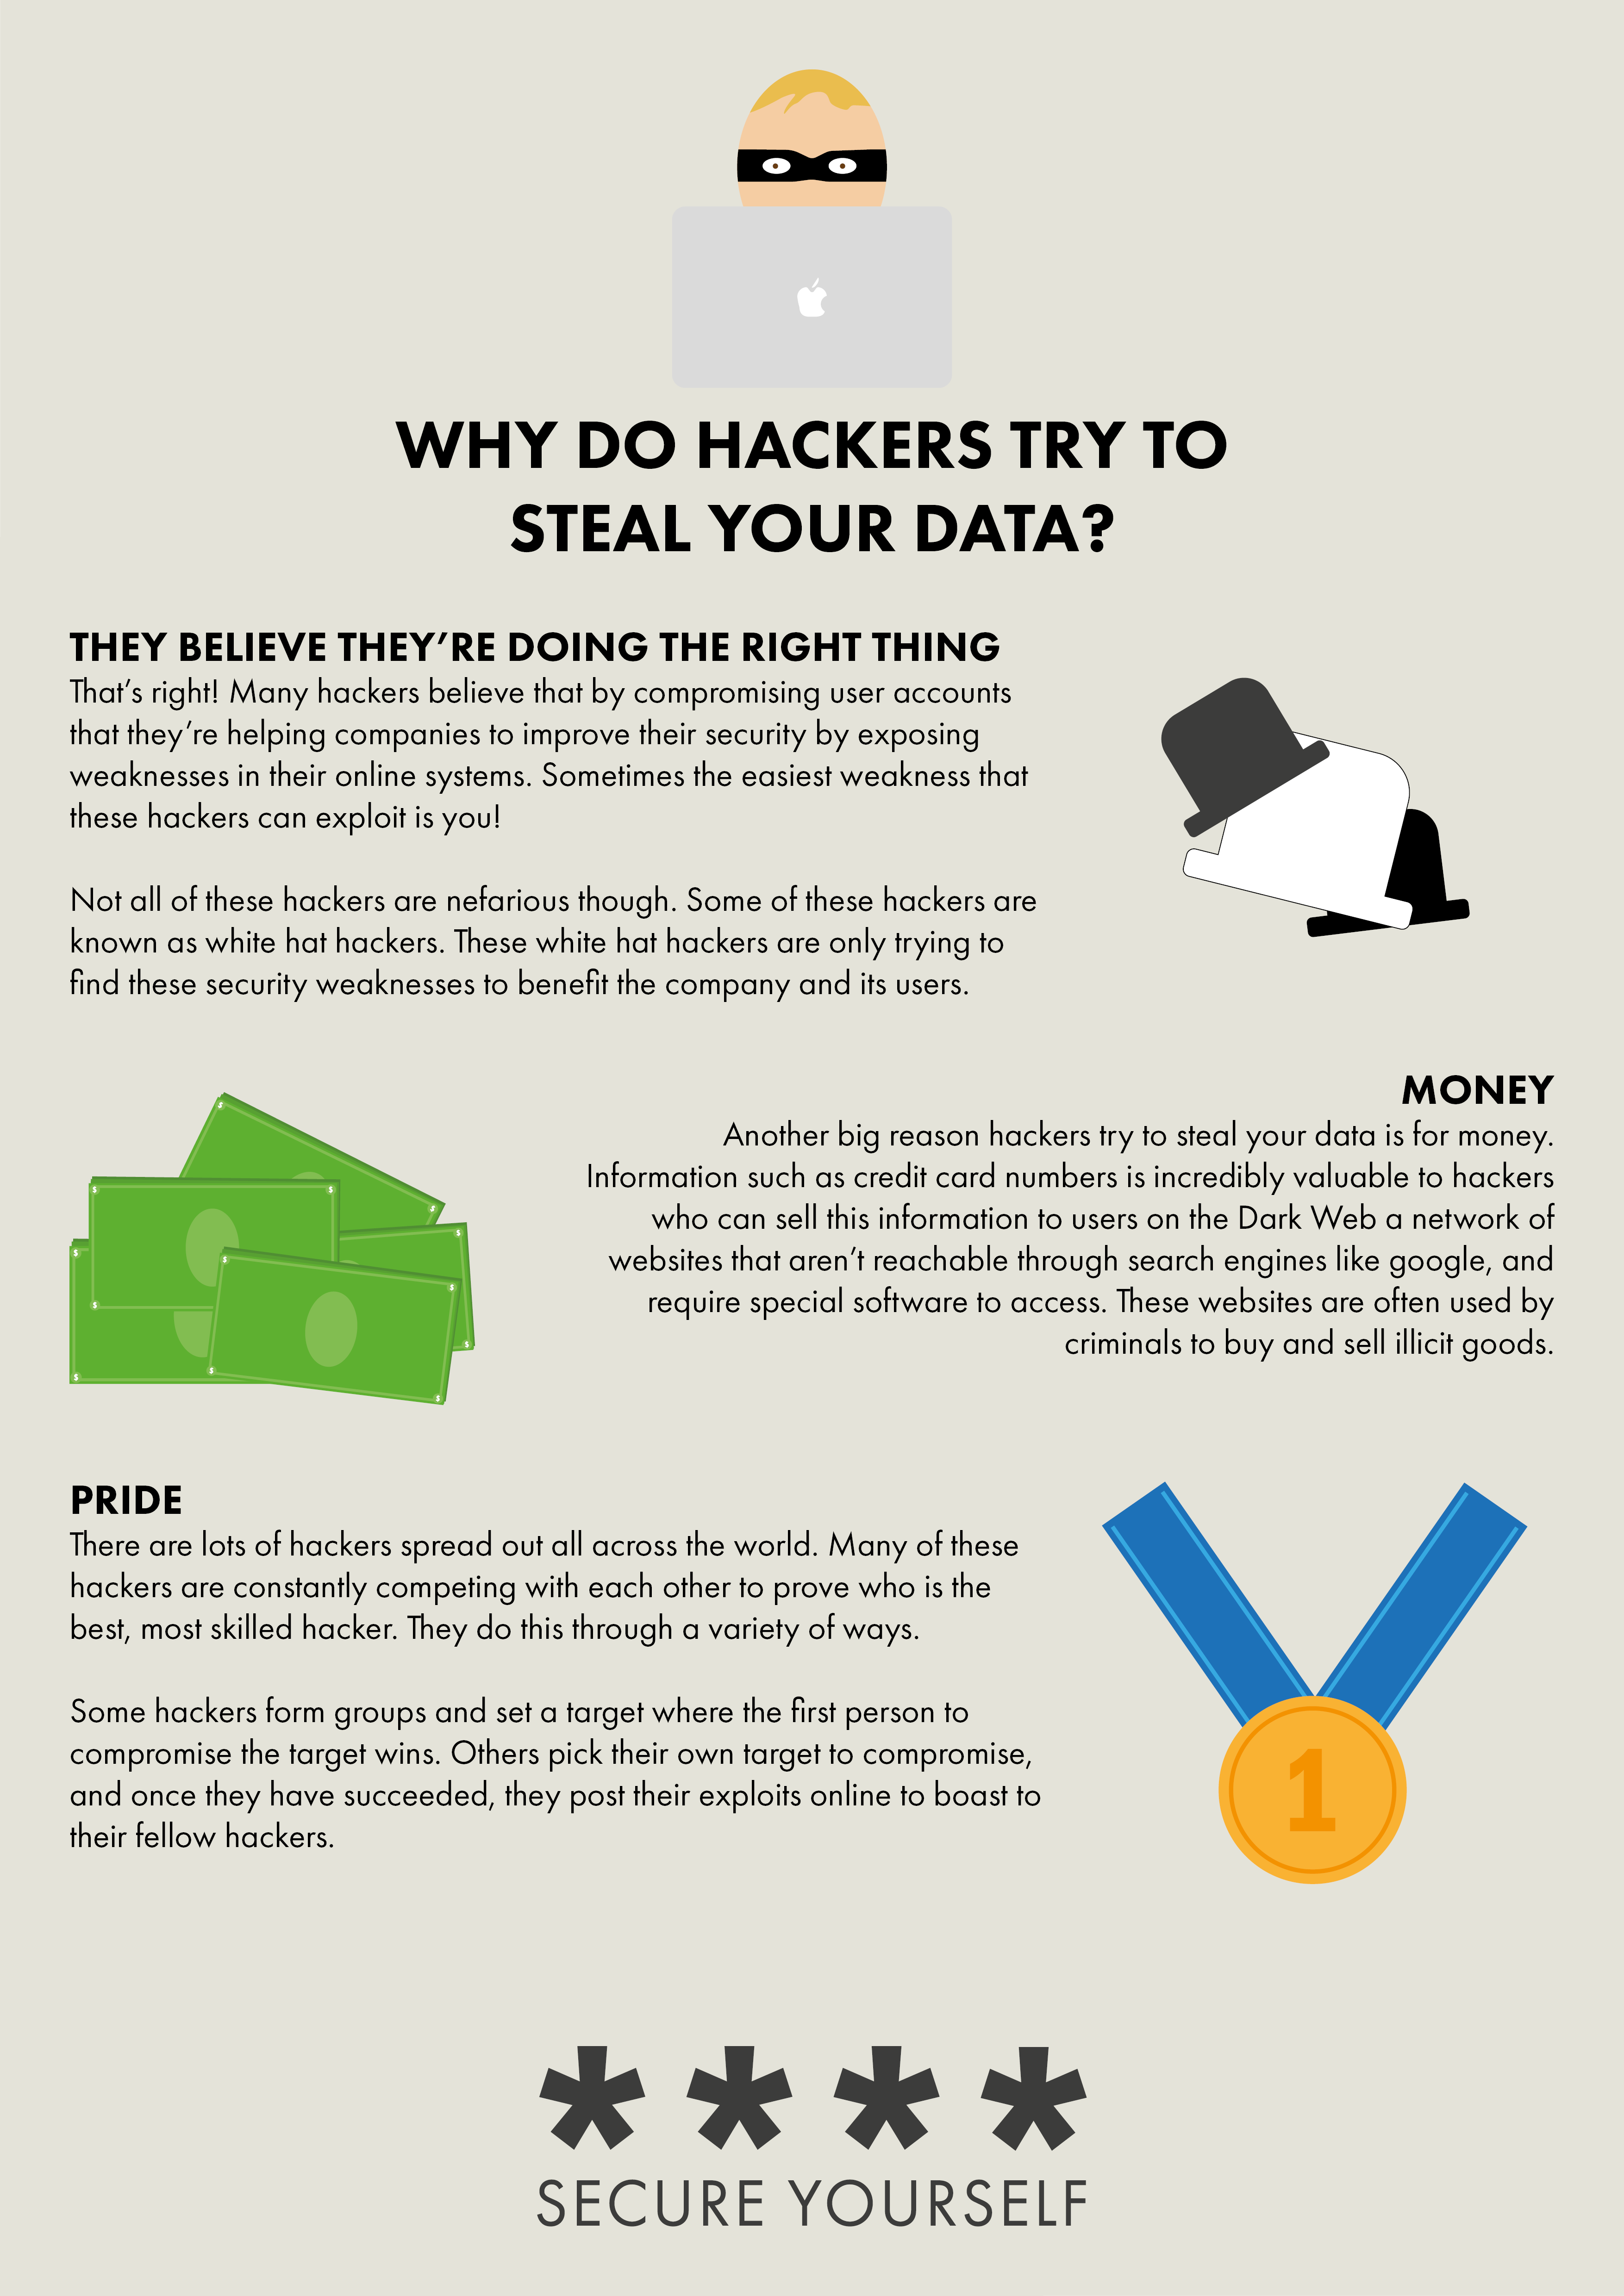 WHY DO HACKERS TRY TO
STEAL YOUR DATA?
THEY BELIEVE THEY’RE DOING THE RIGHT THING
That’s right! Many hackers believe that by compromising user accounts
that they’re helping companies to improve their security by exposing
weaknesses in their online systems. Sometimes the easiest weakness that
these hackers can exploit is you!
Not all of these hackers are nefarious though. Some of these hackers are
known as white hat hackers. These white hat hackers are only trying to
find these security weaknesses to benefit the company and its users.
MONEY
Another big reason hackers try to steal your data is for money.
Information such as credit card numbers is incredibly valuable to hackers
who can sell this information to users on the Dark Web a network of
websites that aren’t reachable through search engines like google, and
require special software to access. These websites are often used by
criminals to buy and sell illicit goods.
PRIDE
There are lots of hackers spread out all across the world. Many of these
hackers are constantly competing with each other to prove who is the
best, most skilled hacker. They do this through a variety of ways.
Some hackers form groups and set a target where the first person to
compromise the target wins. Others pick their own target to compromise,
and once they have succeeded, they post their exploits online to boast to
their fellow hackers.
1
* * * *
SECURE YOURSELF